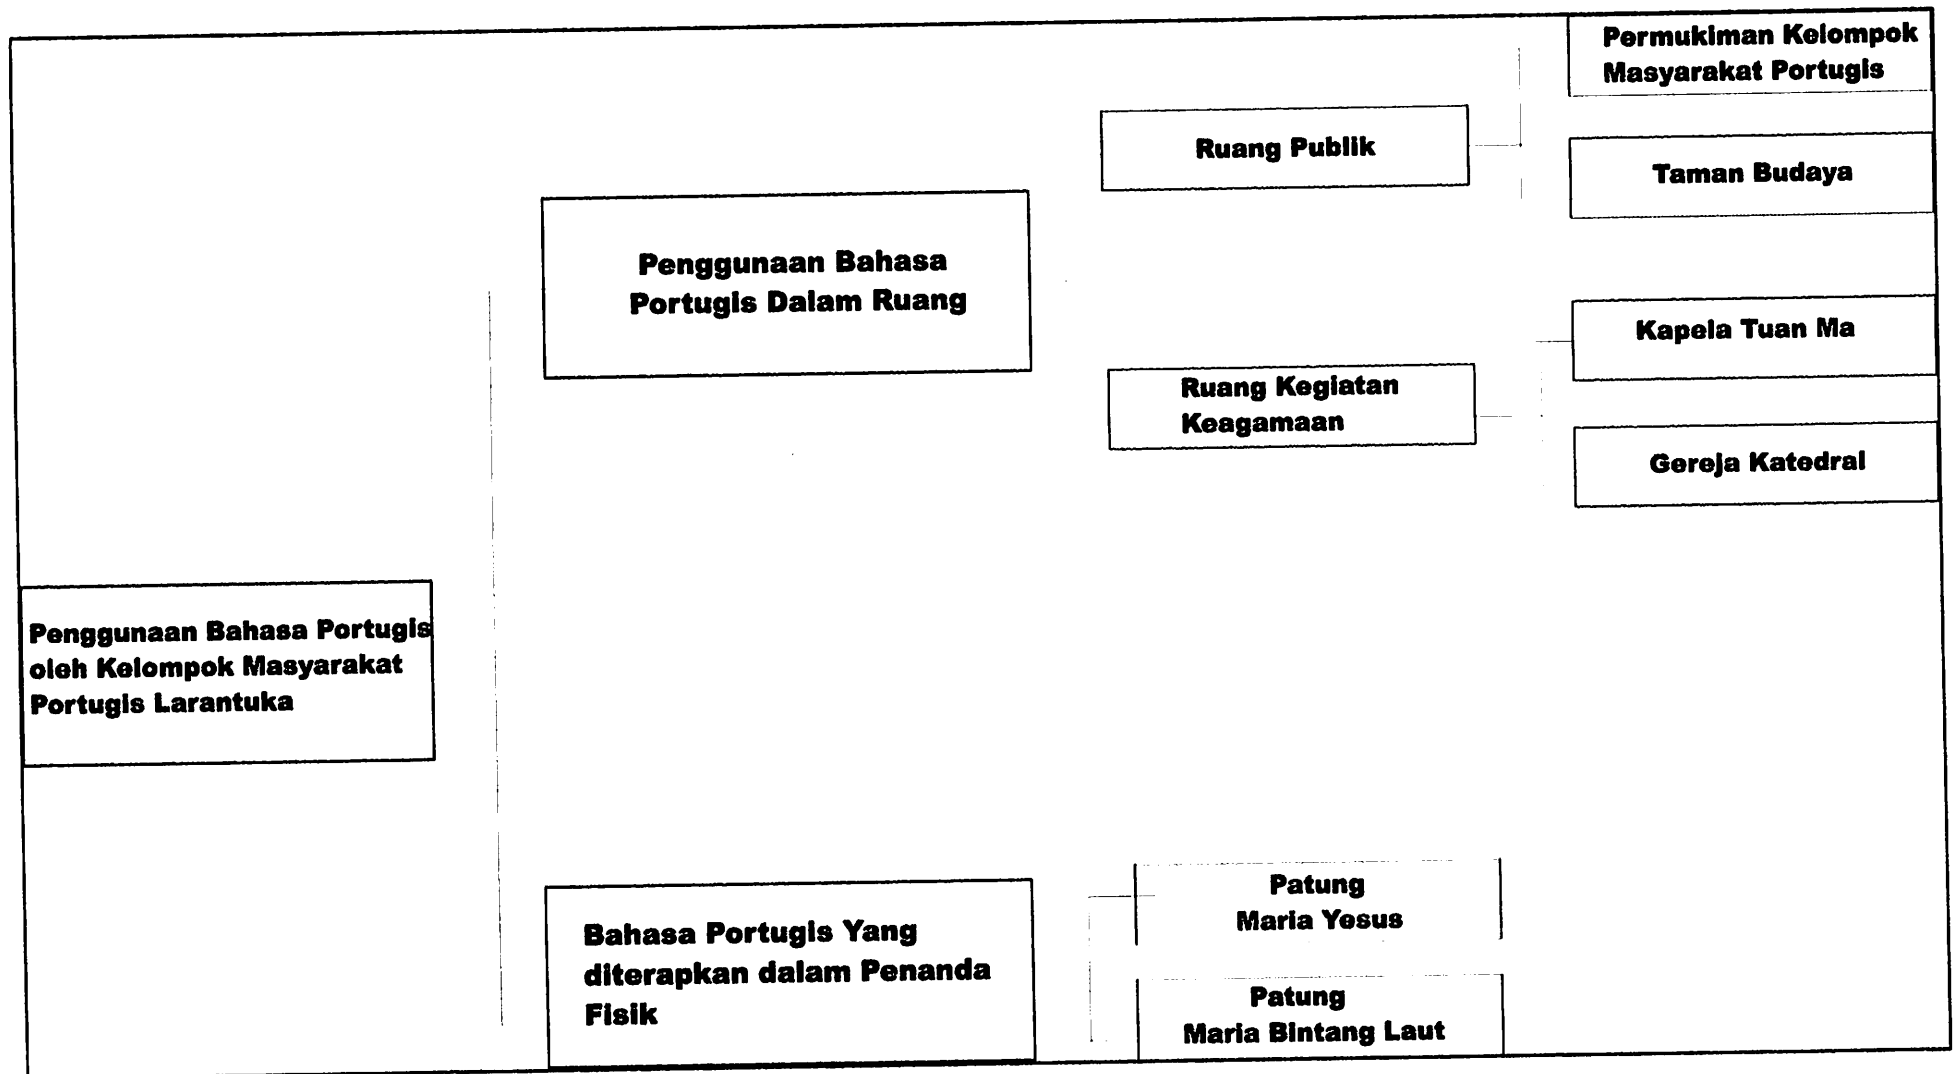 Permukiman Kelompok
Masyarakat Portugis
Ruang Publik
Taman Budaya
Penggunaan Bahasa
Portugis Dalam Ruang
Kapela Tuan Ma
Ruang Kegiatan
Keagamaan
Gereja Katedral
Penggunaan Bahasa Portugis
oleh Kelompok Masyarakat
Portugis Larantuka
Bahasa Portugis Yang
diterapkan dalam Penanda
Fisik
Patung
Maria Yesus
Patung
Maria Bintang Laut